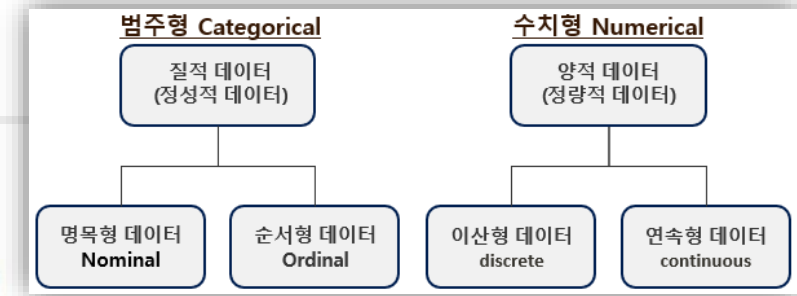 범주형 Categorical
수치형 Numerical
질적 데이터
(정성적 데이터)
양적 데이터
(정량적 데이터)
명목형 데이터
Nominal
순서형 데이터
Ordinal
이산형 데이터
discrete
연속형 데이터
continuous